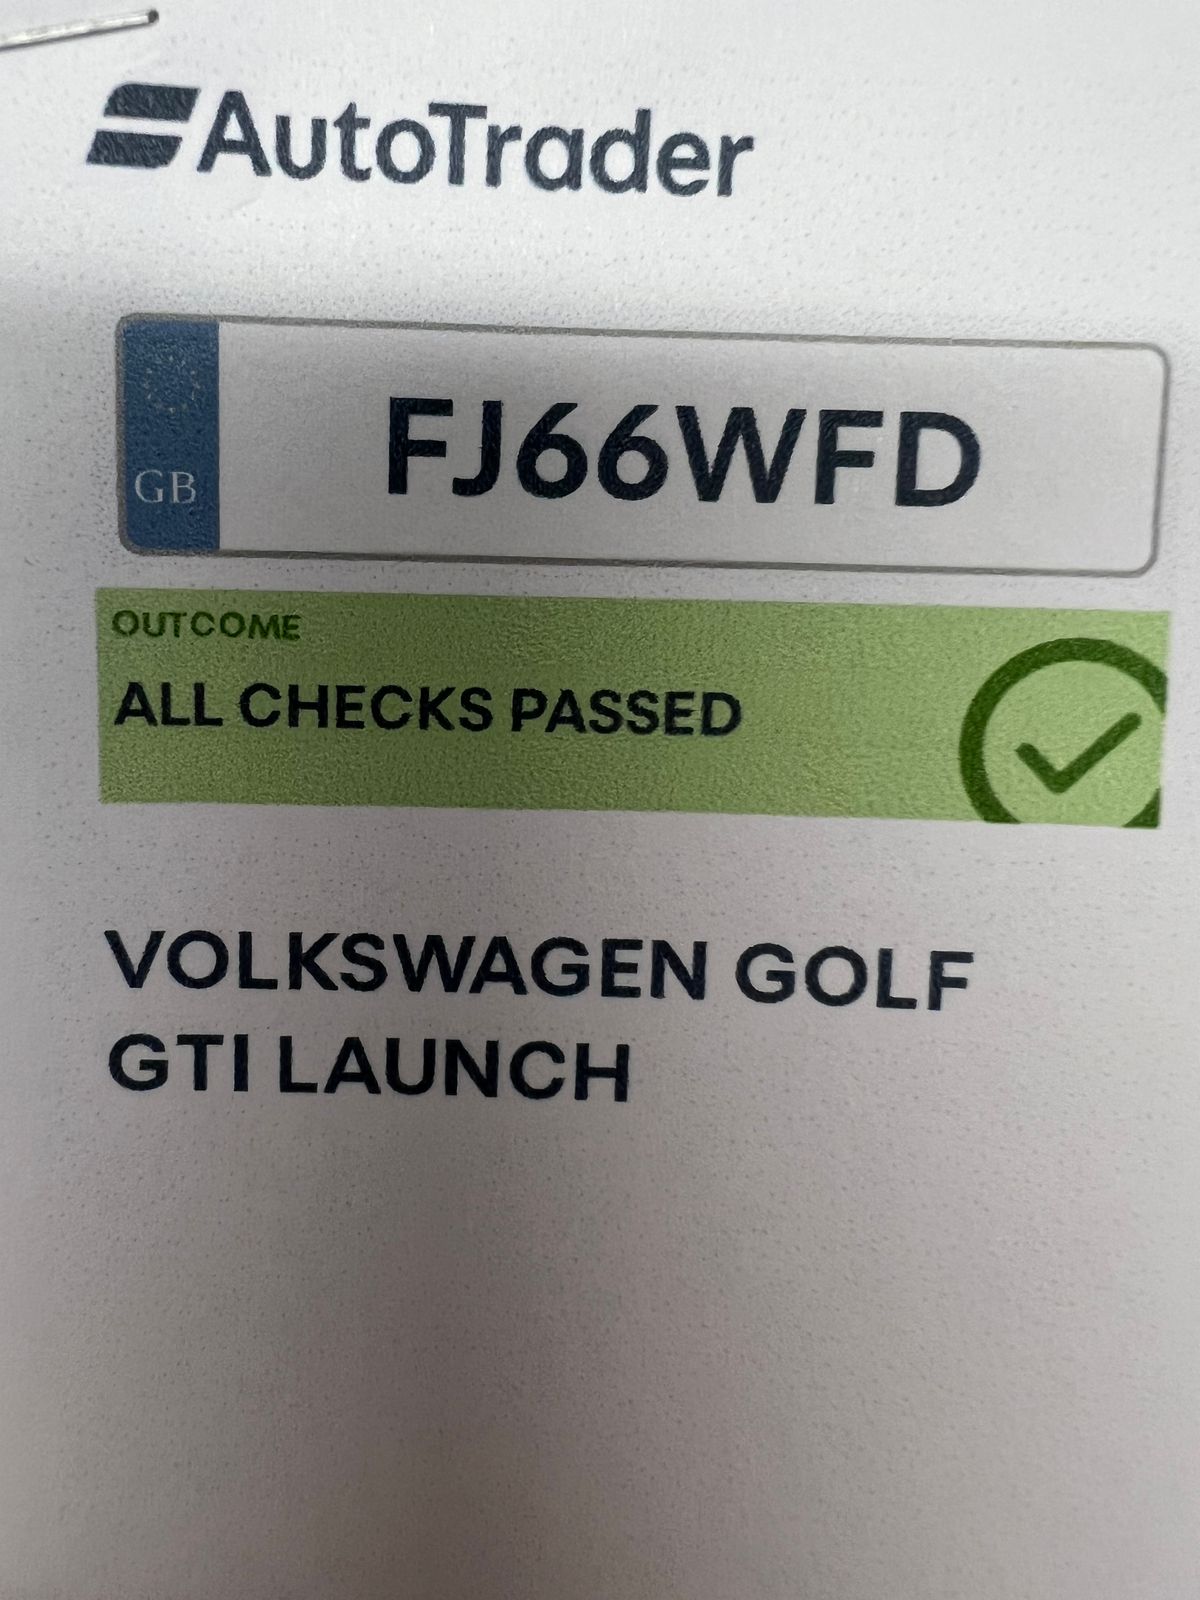 AutoTrader
GB
FJ66WFD
OUTCOME
ALL CHECKS PASSED
VOLKSWAGEN GOLF
GTI LAUNCH